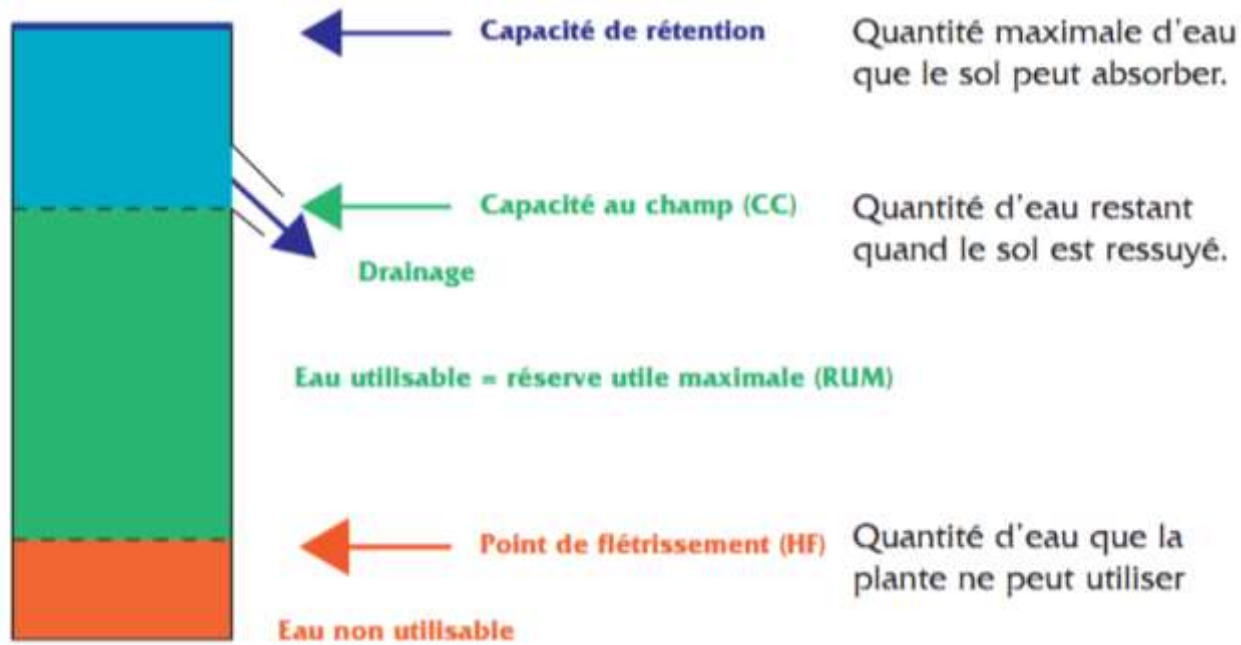 Capacité de rétention
Quantité maximale d'eau
que le sol peut absorber.
Capacité au champ (CC)
Quantité d'eau restant
quand le sol est ressuyé.
Drainage
Eau utilisable = réserve utile maximale (RUM)
Point de flétrissement (HF)
Quantité d'eau que la
plante ne peut utiliser
Eau non utilisable